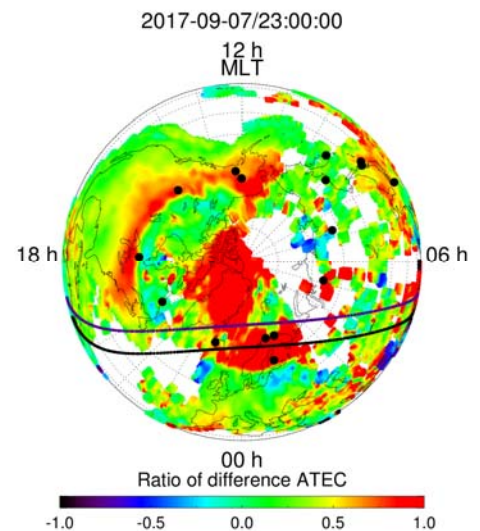 2017-09-07/23:00:00
12 h
MLT
18 h
06 h
00 h
Ratio of difference ATEC
-1.0 -0.5 0.0 0.5 1.0